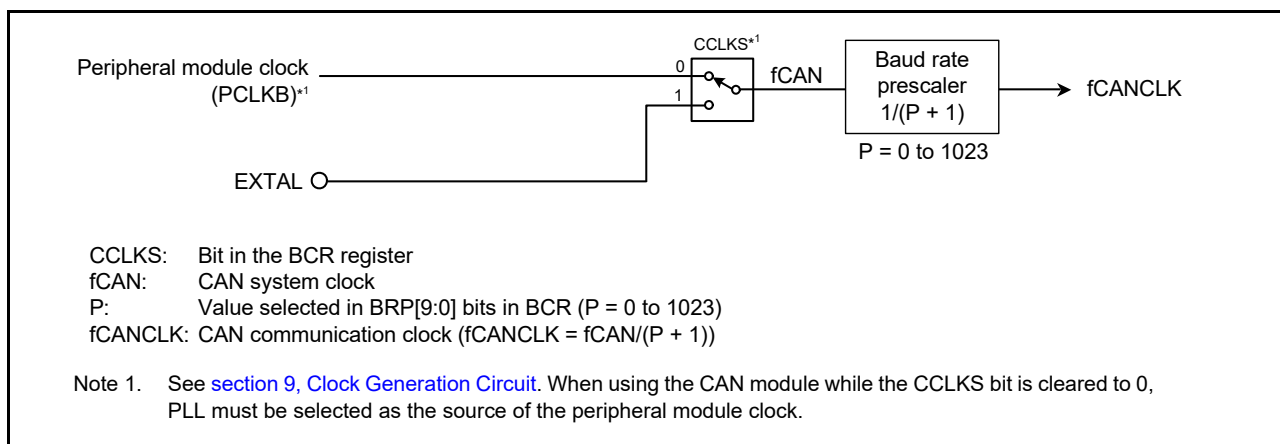 CCLKS*1
Peripheral module clock
(PCLKB)*1
0
1
fCAN
Baud rate
prescaler
1/(P + 1)
fCANCLK
P = 0 to 1023
EXTAL
CCLKS: Bit in the BCR register
fCAN: CAN system clock
P: Value selected in BRP[9:0] bits in BCR (P = 0 to 1023)
fCANCLK: CAN communication clock (fCANCLK = fCAN/(P + 1))
Note 1. See section 9, Clock Generation Circuit. When using the CAN module while the CCLKS bit is cleared to 0,
PLL must be selected as the source of the peripheral module clock.